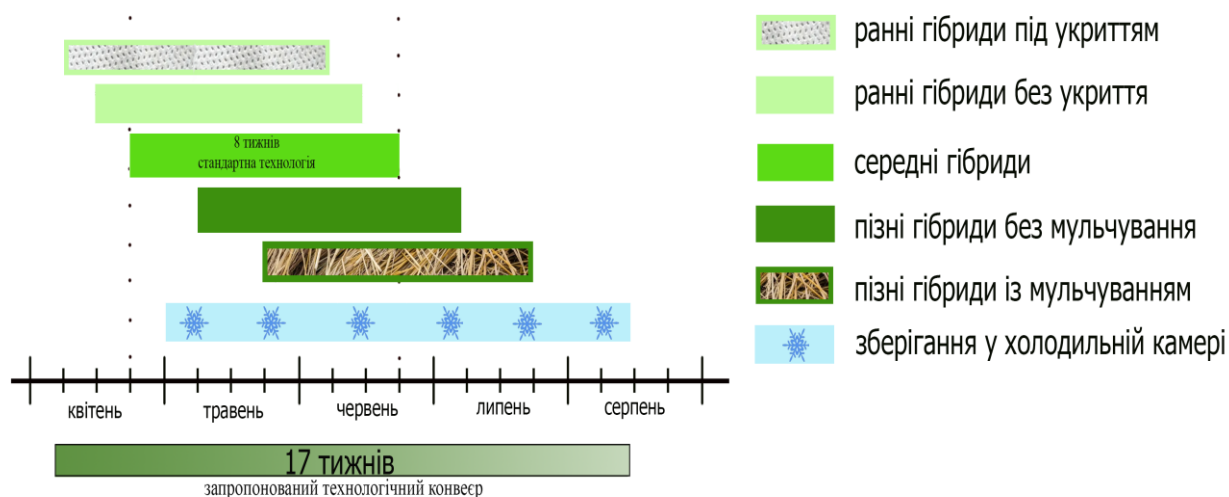 ранні гібриди під укриттям
ранні гібриди без укриття
8 тижнів
стандартна технологія
середні гібриди
пізні гібриди без мульчування
пізні гібриди із мульчуванням
зберігання у холодильній камері
квітень травень червень липень серпень
17 тижнів
запропонований технологічний конвеєр